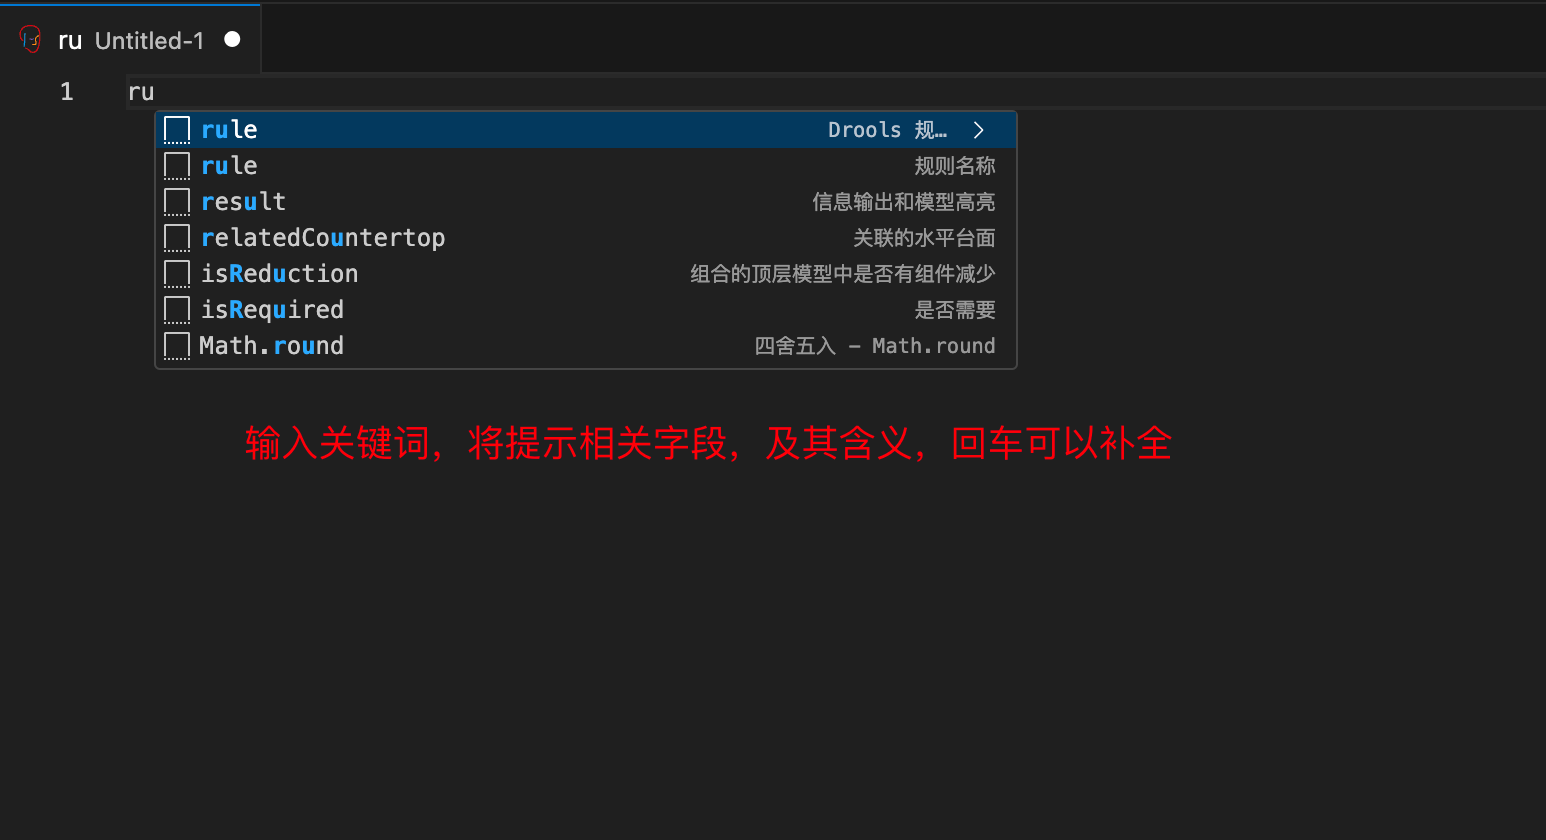 ru Untitled-1
1 ru
rule Drools 规…
rule 规则名称
result 信息输出和模型高亮
relatedCountertop 关联的水平台面
isReduction 组合的顶层模型中是否有组件减少
isRequired 是否需要
Math.round 四舍五入 – Math.round
输入关键词，将提示相关字段，及其含义，回车可以补全